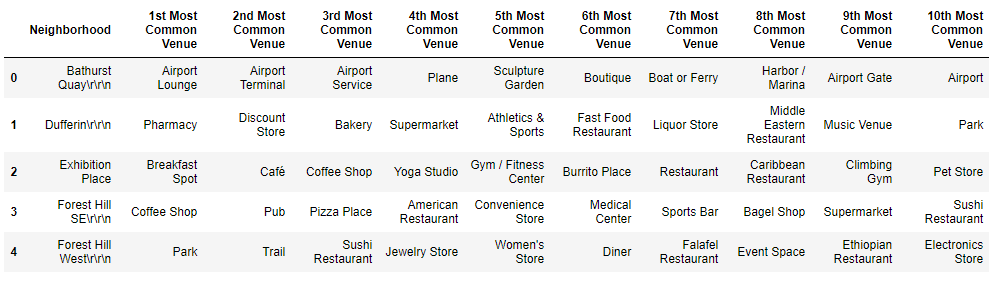 Neighborhood 1st Most Common Venue 2nd Most Common Venue 3rd Most Common Venue 4th Most Common Venue 5th Most Common Venue 6th Most Common Venue 7th Most Common Venue 8th Most Common Venue 9th Most Common Venue 10th Most Common Venue
0 Bathurst Quay\r\r\n Airport Lounge Airport Terminal Airport Service Plane Sculpture Garden Boutique Boat or Ferry Harbor / Marina Airport Gate Airport
1 Dufferin\r\r\n Pharmacy Discount Store Bakery Supermarket Athletics & Sports Fast Food Restaurant Liquor Store Middle Eastern Restaurant Music Venue Park
2 Exhibition Place Breakfast Spot Café Coffee Shop Yoga Studio Gym / Fitness Center Burrito Place Restaurant Caribbean Restaurant Climbing Gym Pet Store
3 Forest Hill SE\r\r\n Coffee Shop Pub Pizza Place American Restaurant Convenience Store Medical Center Sports Bar Bagel Shop Supermarket Sushi Restaurant
4 Forest Hill West\r\r\n Park Trail Sushi Restaurant Jewelry Store Women's Store Diner Falafel Restaurant Event Space Ethiopian Restaurant Electronics Store